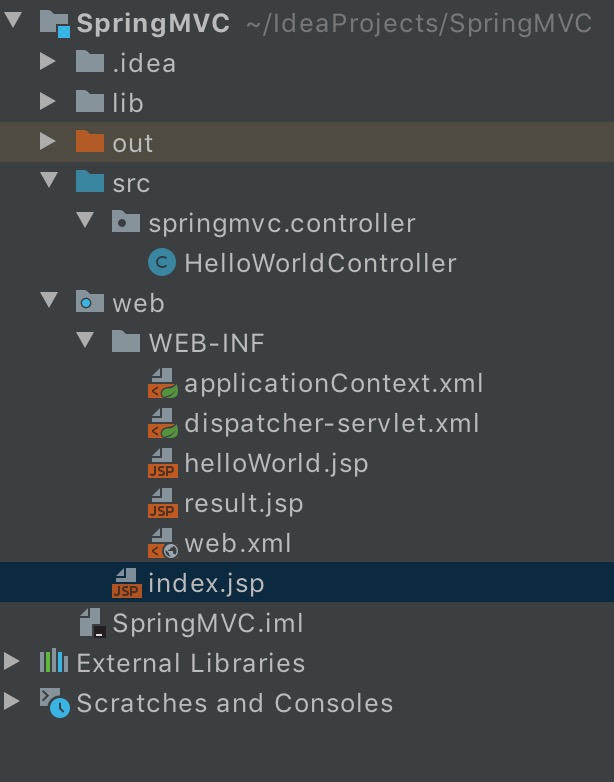 SpringMVC ~/IdeaProjects/SpringMVC
.idea
lib
out
src
springmvc.controller
C HelloWorldController
web
WEB-INF
applicationContext.xml
dispatcher-servlet.xml
JSP helloWorld.jsp
JSP result.jsp
web.xml
JSP index.jsp
SpringMVC.iml
External Libraries
Scratches and Consoles